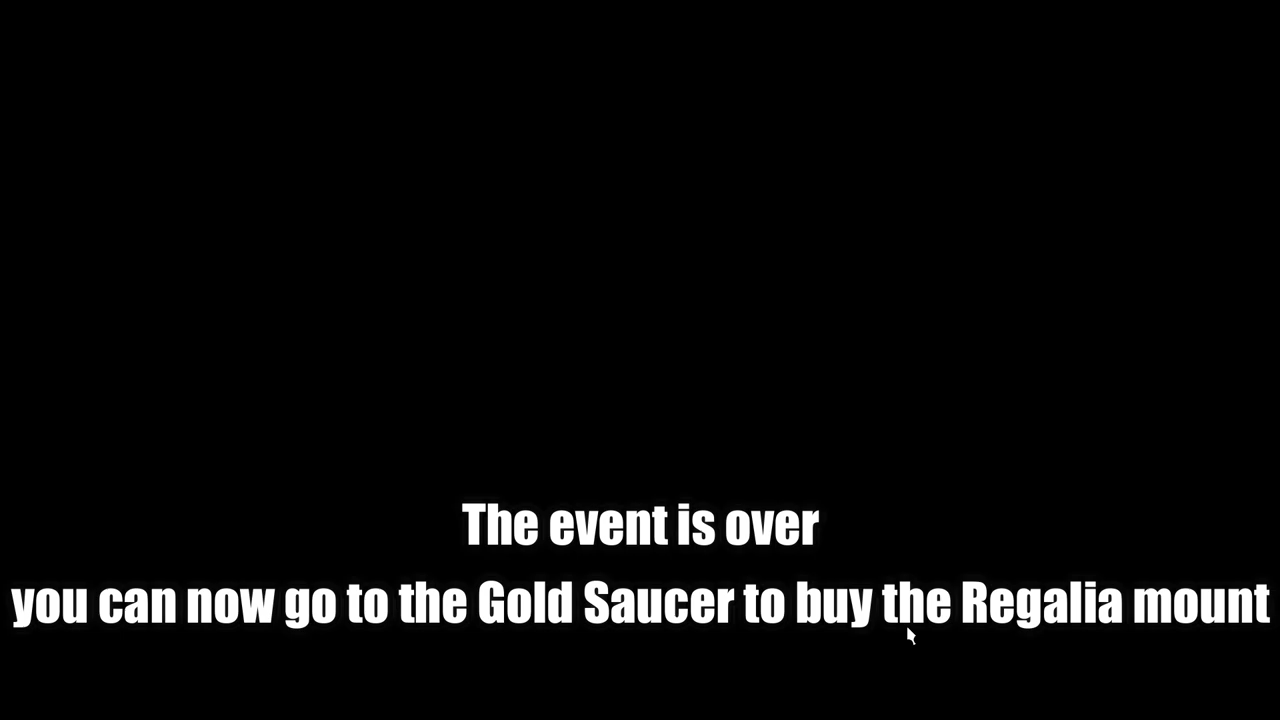 The event is over
you can now go to the Gold Saucer to buy the Regalia mount